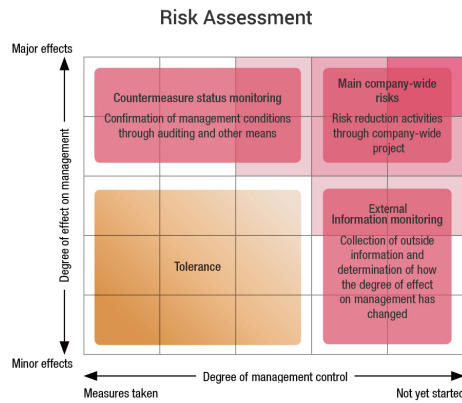 Risk Assessment
Major effects
Degree of effect on management
Minor effects
Countermeasure status monitoring
Confirmation of management conditions
through auditing and other means
Main company-wide
risks
Risk reduction activities
through company-wide
project
Tolerance
External
Information monitoring
Collection of outside
information and
determination of how
the degree of effect
on management has
changed
Degree of management control
Measures taken
Not yet started